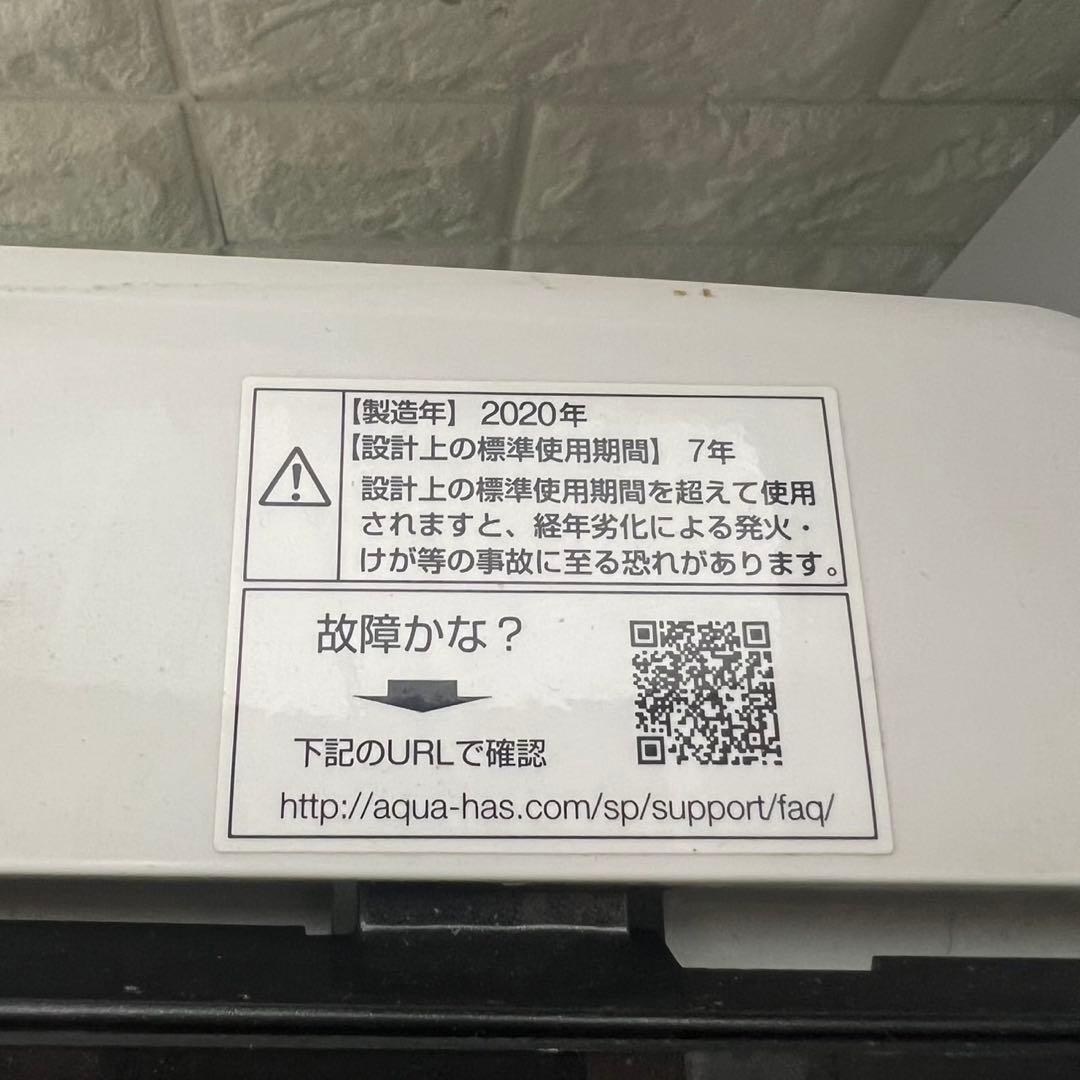 【製造年】 2020年
【設計上の標準使用期間】 7年
設計上の標準使用期間を超えて使用
されますと、経年劣化による発火・
けが等の事故に至る恐れがあります。
故障かな？
下記のURLで確認
http://aqua-has.com/sp/support/faq/